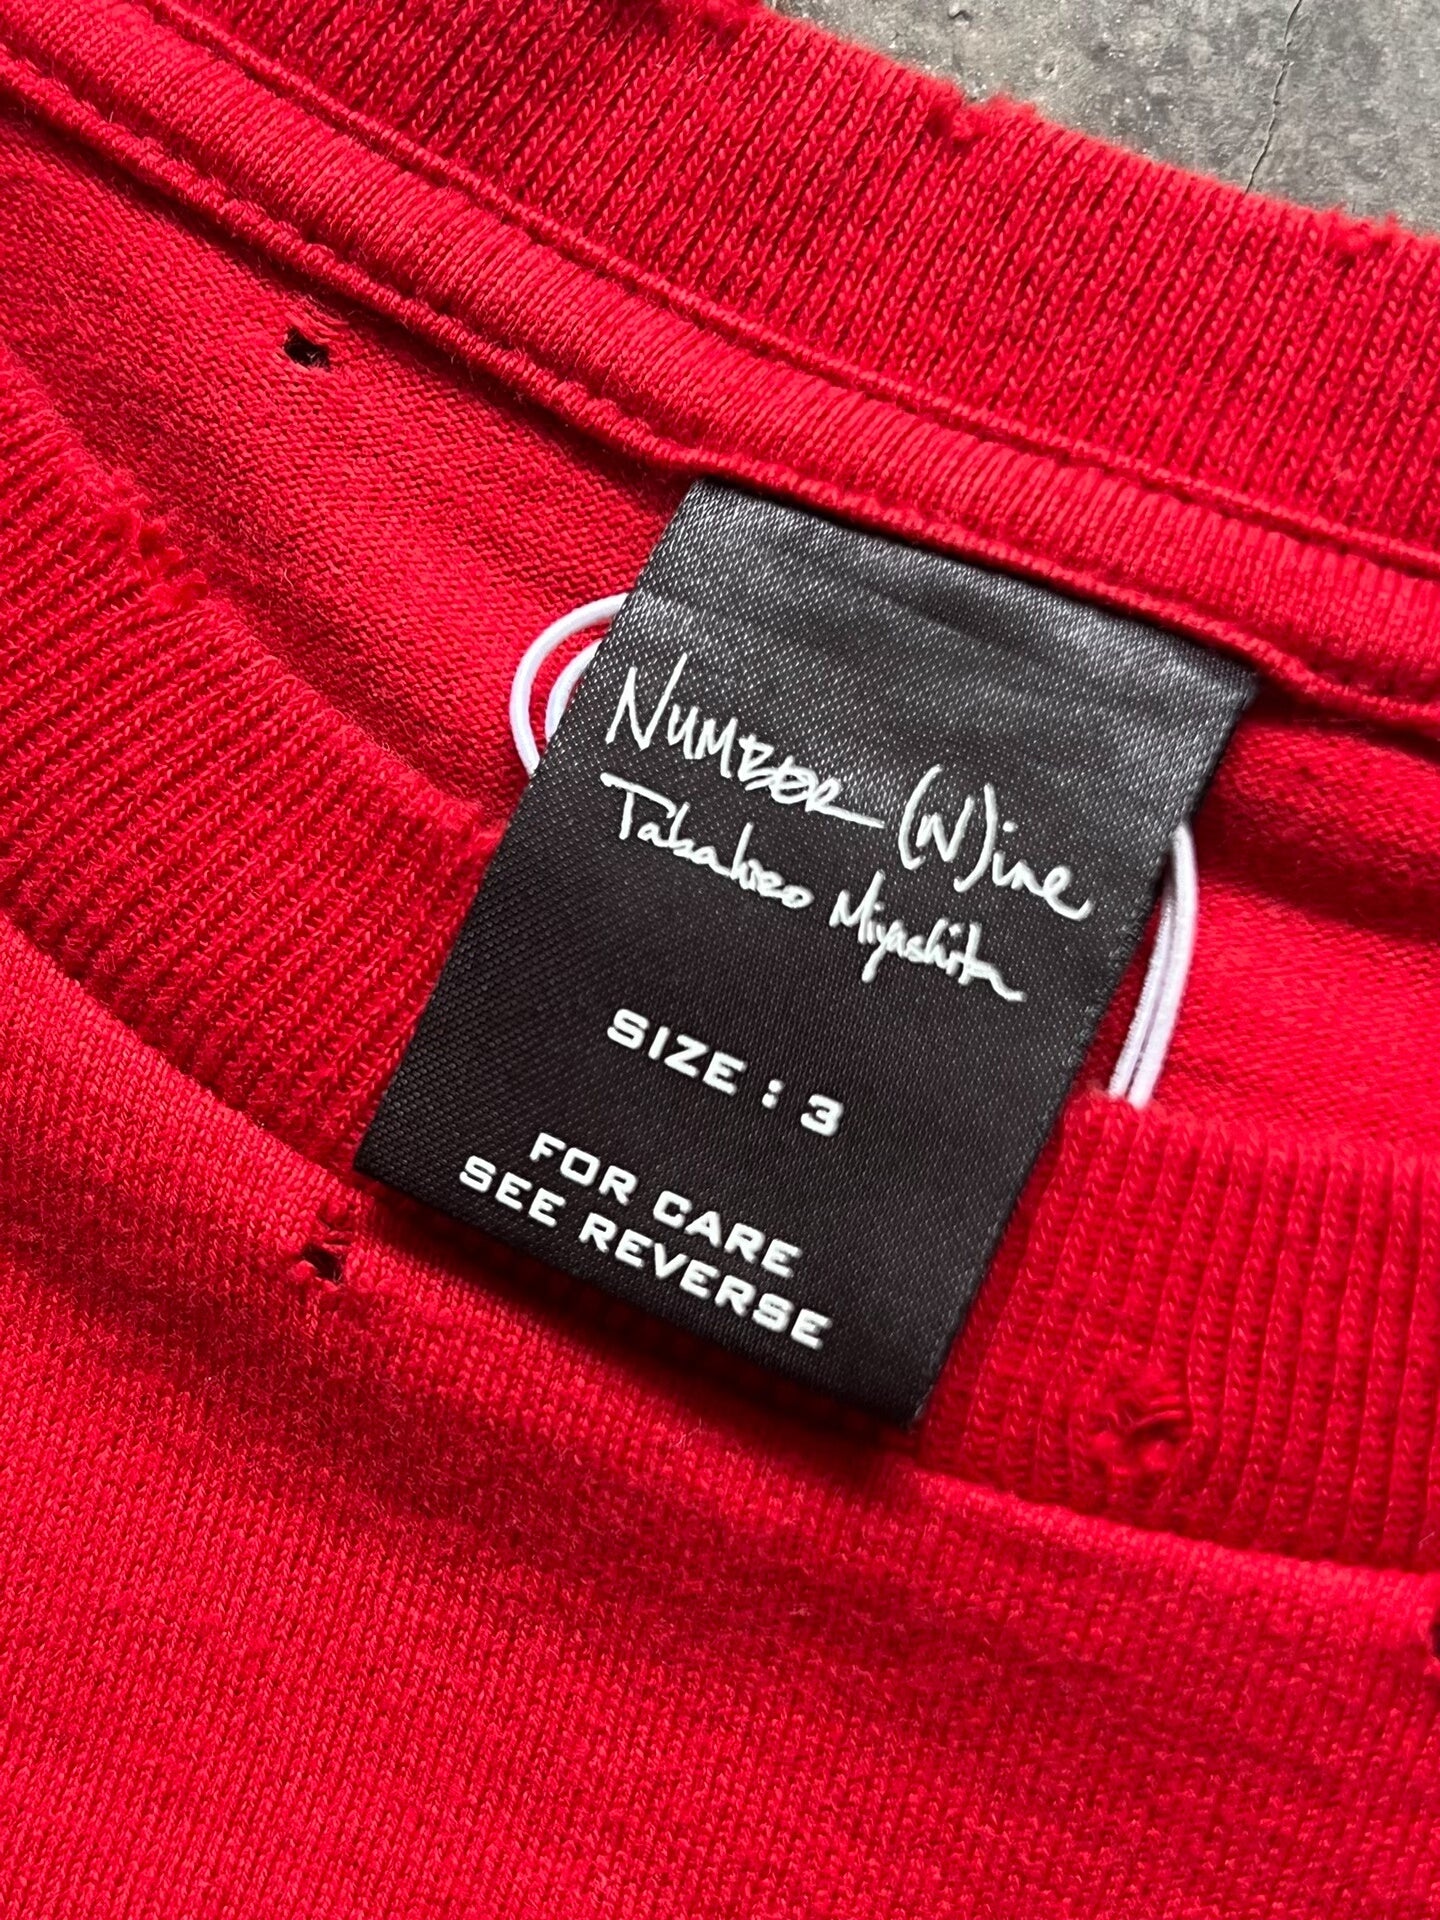 NUMBER (N)ine
Takahiro Miyashita
SIZE : 3
FOR CARE
SEE REVERSE